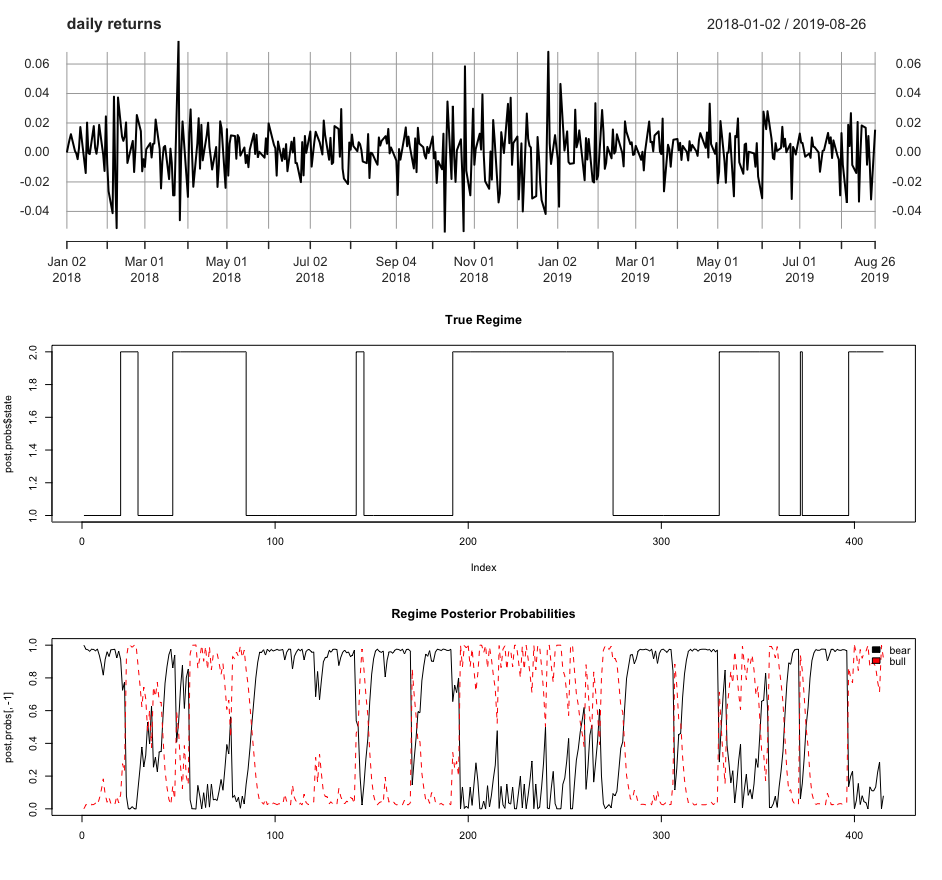 daily returns 2018-01-02 / 2019-08-26
0.06 0.06
0.04 0.04
0.02 0.02
0.00 0.00
-0.02 -0.02
-0.04 -0.04
Jan 02 Mar 01 May 01 Jul 02 Sep 04 Nov 01 Jan 02 Mar 01 May 01 Jul 01 Aug 26
2018 2018 2018 2018 2018 2018 2019 2019 2019 2019 2019
True Regime
post.probs$state
2.0
1.8
1.6
1.4
1.2
1.0
0 100 200 300 400
Index
Regime Posterior Probabilities
post.probs[, -1]
1.0
0.8
0.6
0.4
0.2
0.0
bear
bull
0 100 200 300 400